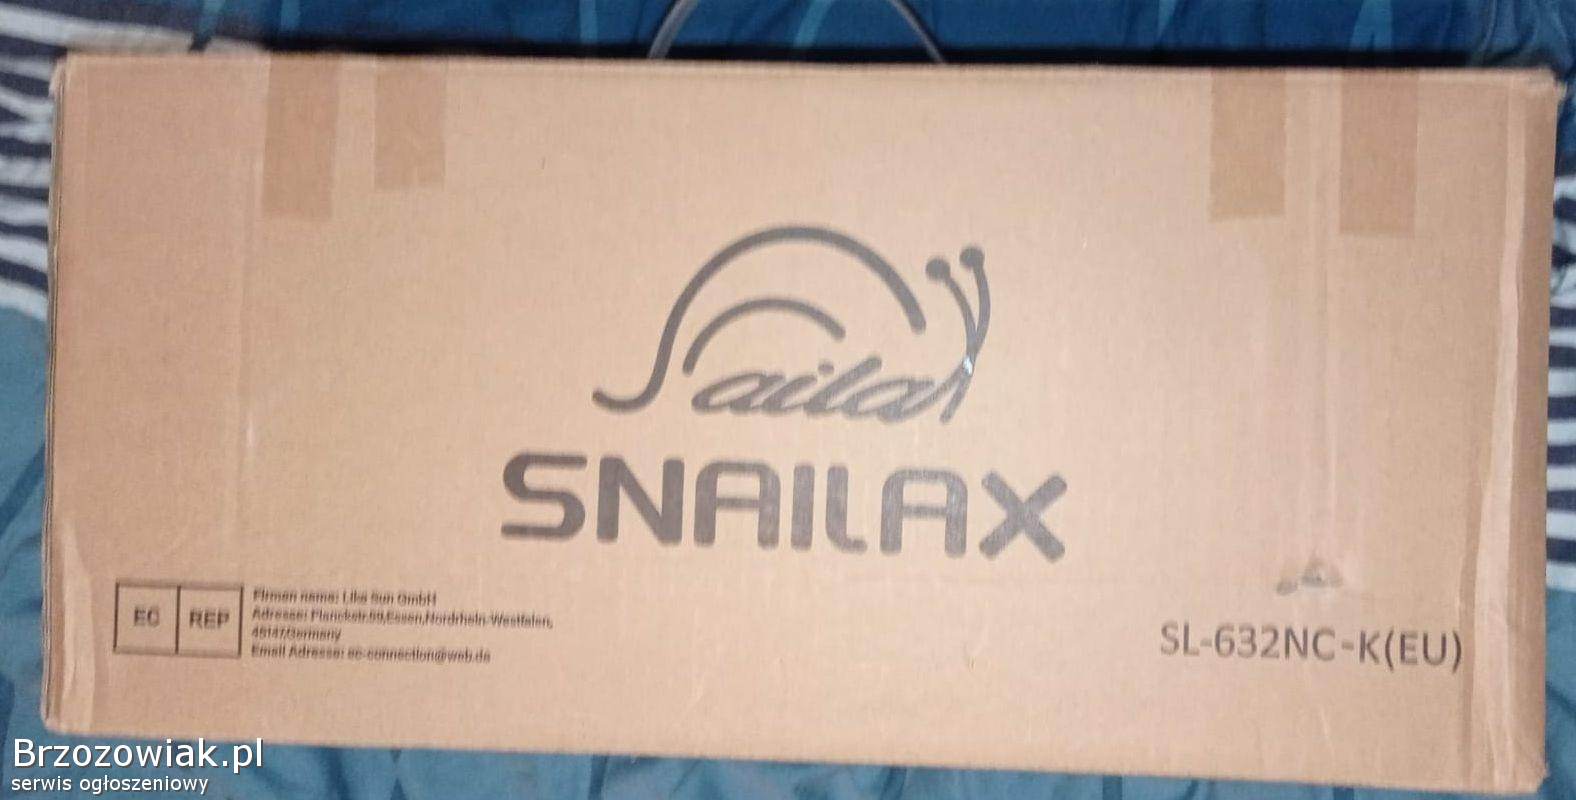 ailax
SNAILAX
EC REP
Firmen name: Like Sun GmbH
Adresse: Planckstr.59,Essen,Nordrhein-Westfalen,
45147,Germany
Email Adresse: ec-connection@web.de
SL-632NC-K(EU)
Brzozowiak.pl
serwis ogłoszeniowy